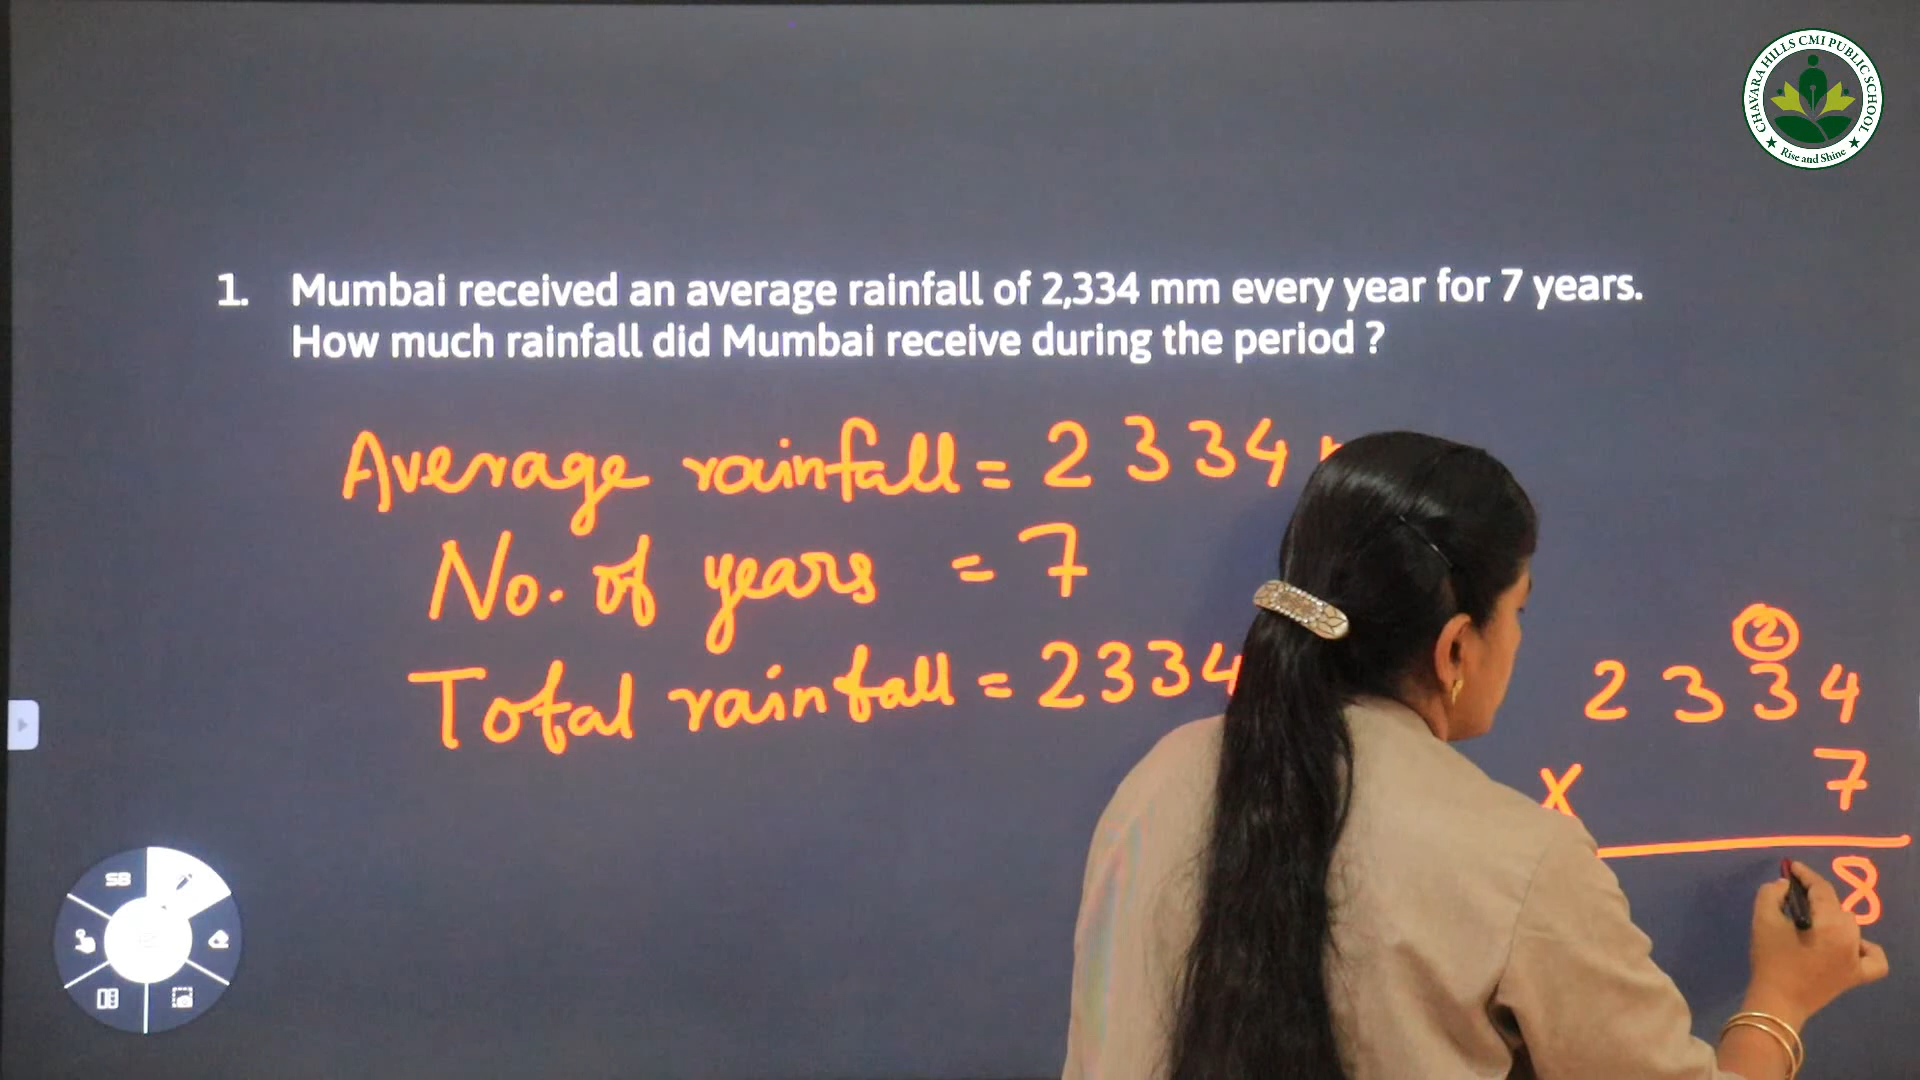 CHAVARA HILLS CMI PUBLIC SCHOOL
Rise and Shine
1. Mumbai received an average rainfall of 2,334 mm every year for 7 years.
How much rainfall did Mumbai receive during the period ?
Average rainfall = 2334
No. of years = 7
Total rainfall = 2334
2
2334
x 7
8
SB